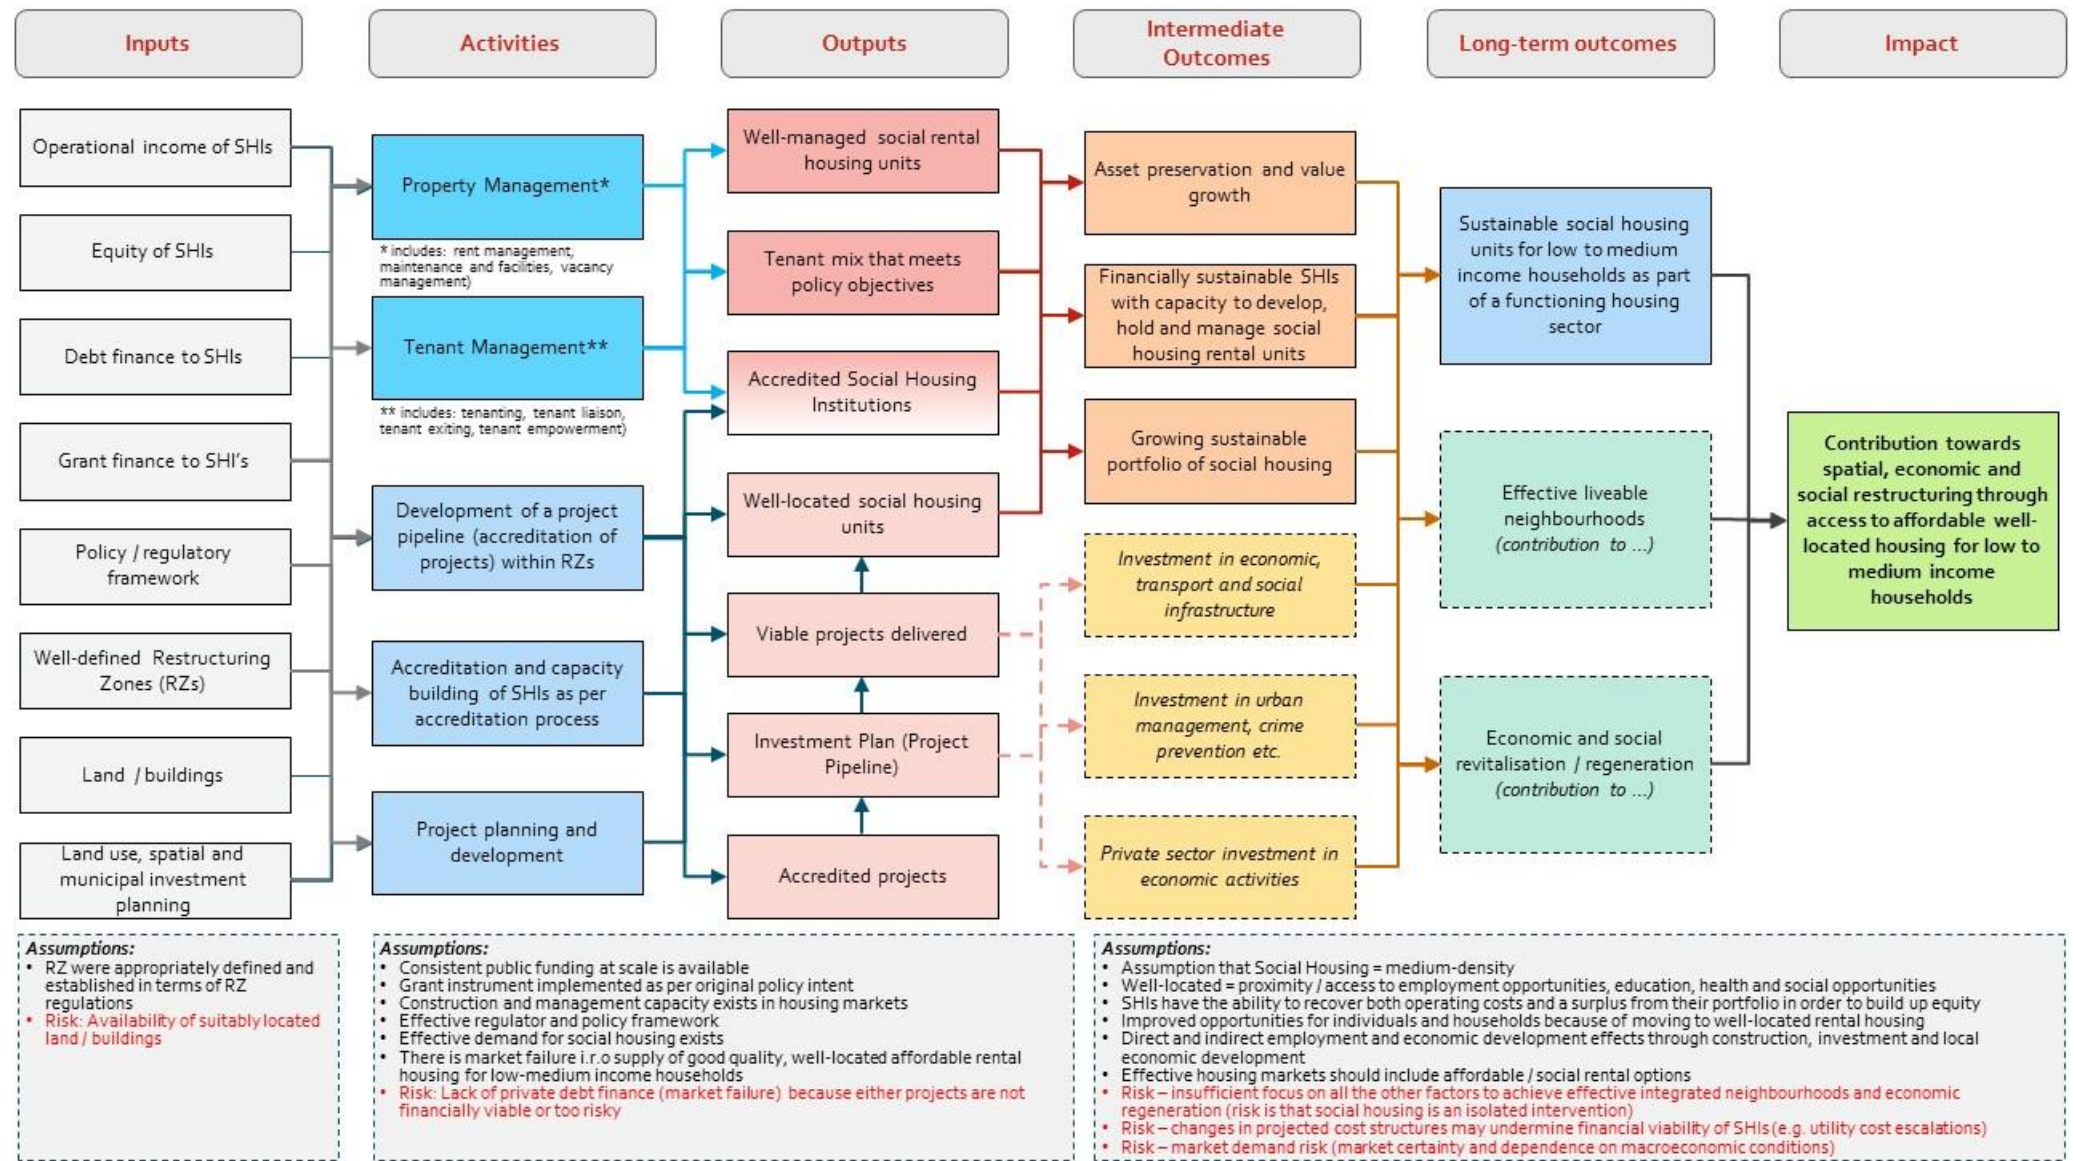 Inputs
Activities
Outputs
Intermediate
Outcomes
Long-term outcomes
Impact
Operational income of SHIs
Equity of SHIs
Debt finance to SHIs
Grant finance to SHI's
Policy / regulatory
framework
Well-defined Restructuring
Zones (RZs)
Land / buildings
Land use, spatial and
municipal investment
planning
Property Management*
* includes: rent management,
maintenance and facilities, vacancy
management)
Tenant Management**
** includes: tenanting, tenant liaison,
tenant exiting, tenant empowerment)
Development of a project
pipeline (accreditation of
projects) within RZs
Accreditation and capacity
building of SHIs as per
accreditation process
Project planning and
development
Well-managed social rental
housing units
Tenant mix that meets
policy objectives
Accredited Social Housing
Institutions
Well-located social housing
units
Viable projects delivered
Investment Plan (Project
Pipeline)
Accredited projects
Asset preservation and value
growth
Financially sustainable SHIs
with capacity to develop,
hold and manage social
housing rental units
Growing sustainable
portfolio of social housing
Investment in economic,
transport and social
infrastructure
Investment in urban
management, crime
prevention etc.
Private sector investment in
economic activities
Sustainable social housing
units for low to medium
income households as part
of a functioning housing
sector
Effective liveable
neighbourhoods
(contribution to ...)
Economic and social
revitalisation / regeneration
(contribution to ...)
Contribution towards
spatial, economic and
social restructuring through
access to affordable well-
located housing for low to
medium income
households
Assumptions:
• RZ were appropriately defined and
established in terms of RZ
regulations
• Risk: Availability of suitably located
land / buildings
Assumptions:
• Consistent public funding at scale is available
• Grant instrument implemented as per original policy intent
• Construction and management capacity exists in housing markets
• Effective regulator and policy framework
• Effective demand for social housing exists
• There is market failure i.r.o supply of good quality, well-located affordable rental
housing for low-medium income households
• Risk: Lack of private debt finance (market failure) because either projects are not
financially viable or too risky
Assumptions:
• Assumption that Social Housing = medium-density
• Well-located = proximity / access to employment opportunities, education, health and social opportunities
• SHIs have the ability to recover both operating costs and a surplus from their portfolio in order to build up equity
• Improved opportunities for individuals and households because of moving to well-located rental housing
• Direct and indirect employment and economic development effects through construction, investment and local
economic development
• Effective housing markets should include affordable / social rental options
• Risk – insufficient focus on all the other factors to achieve effective integrated neighbourhoods and economic
regeneration (risk is that social housing is an isolated intervention)
• Risk – changes in projected cost structures may undermine financial viability of SHIs (e.g. utility cost escalations)
• Risk – market demand risk (market certainty and dependence on macroeconomic conditions)